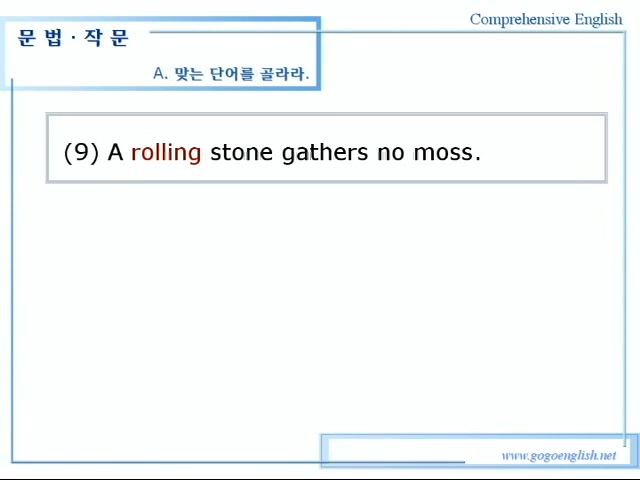 Comprehensive English
문 법 · 작 문
A. 맞는 단어를 골라라.
(9) A rolling stone gathers no moss.
www.gogoenglish.net